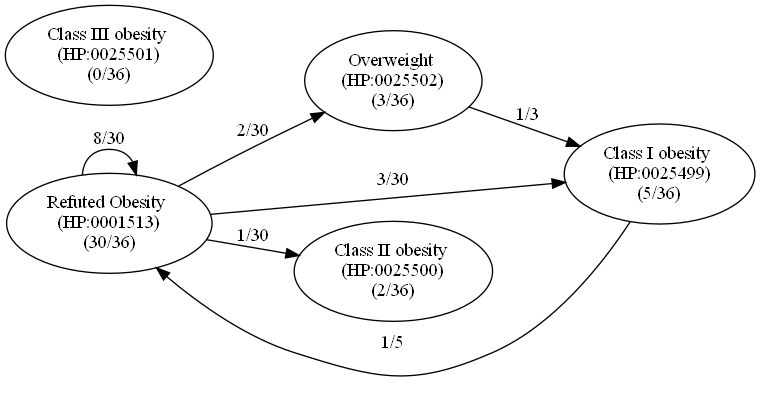 Class III obesity
(HP:0025501)
(0/36)
Overweight
(HP:0025502)
(3/36)
1/3
8/30
2/30
Class I obesity
(HP:0025499)
(5/36)
3/30
Refuted Obesity
(HP:0001513)
(30/36)
1/30
Class II obesity
(HP:0025500)
(2/36)
1/5